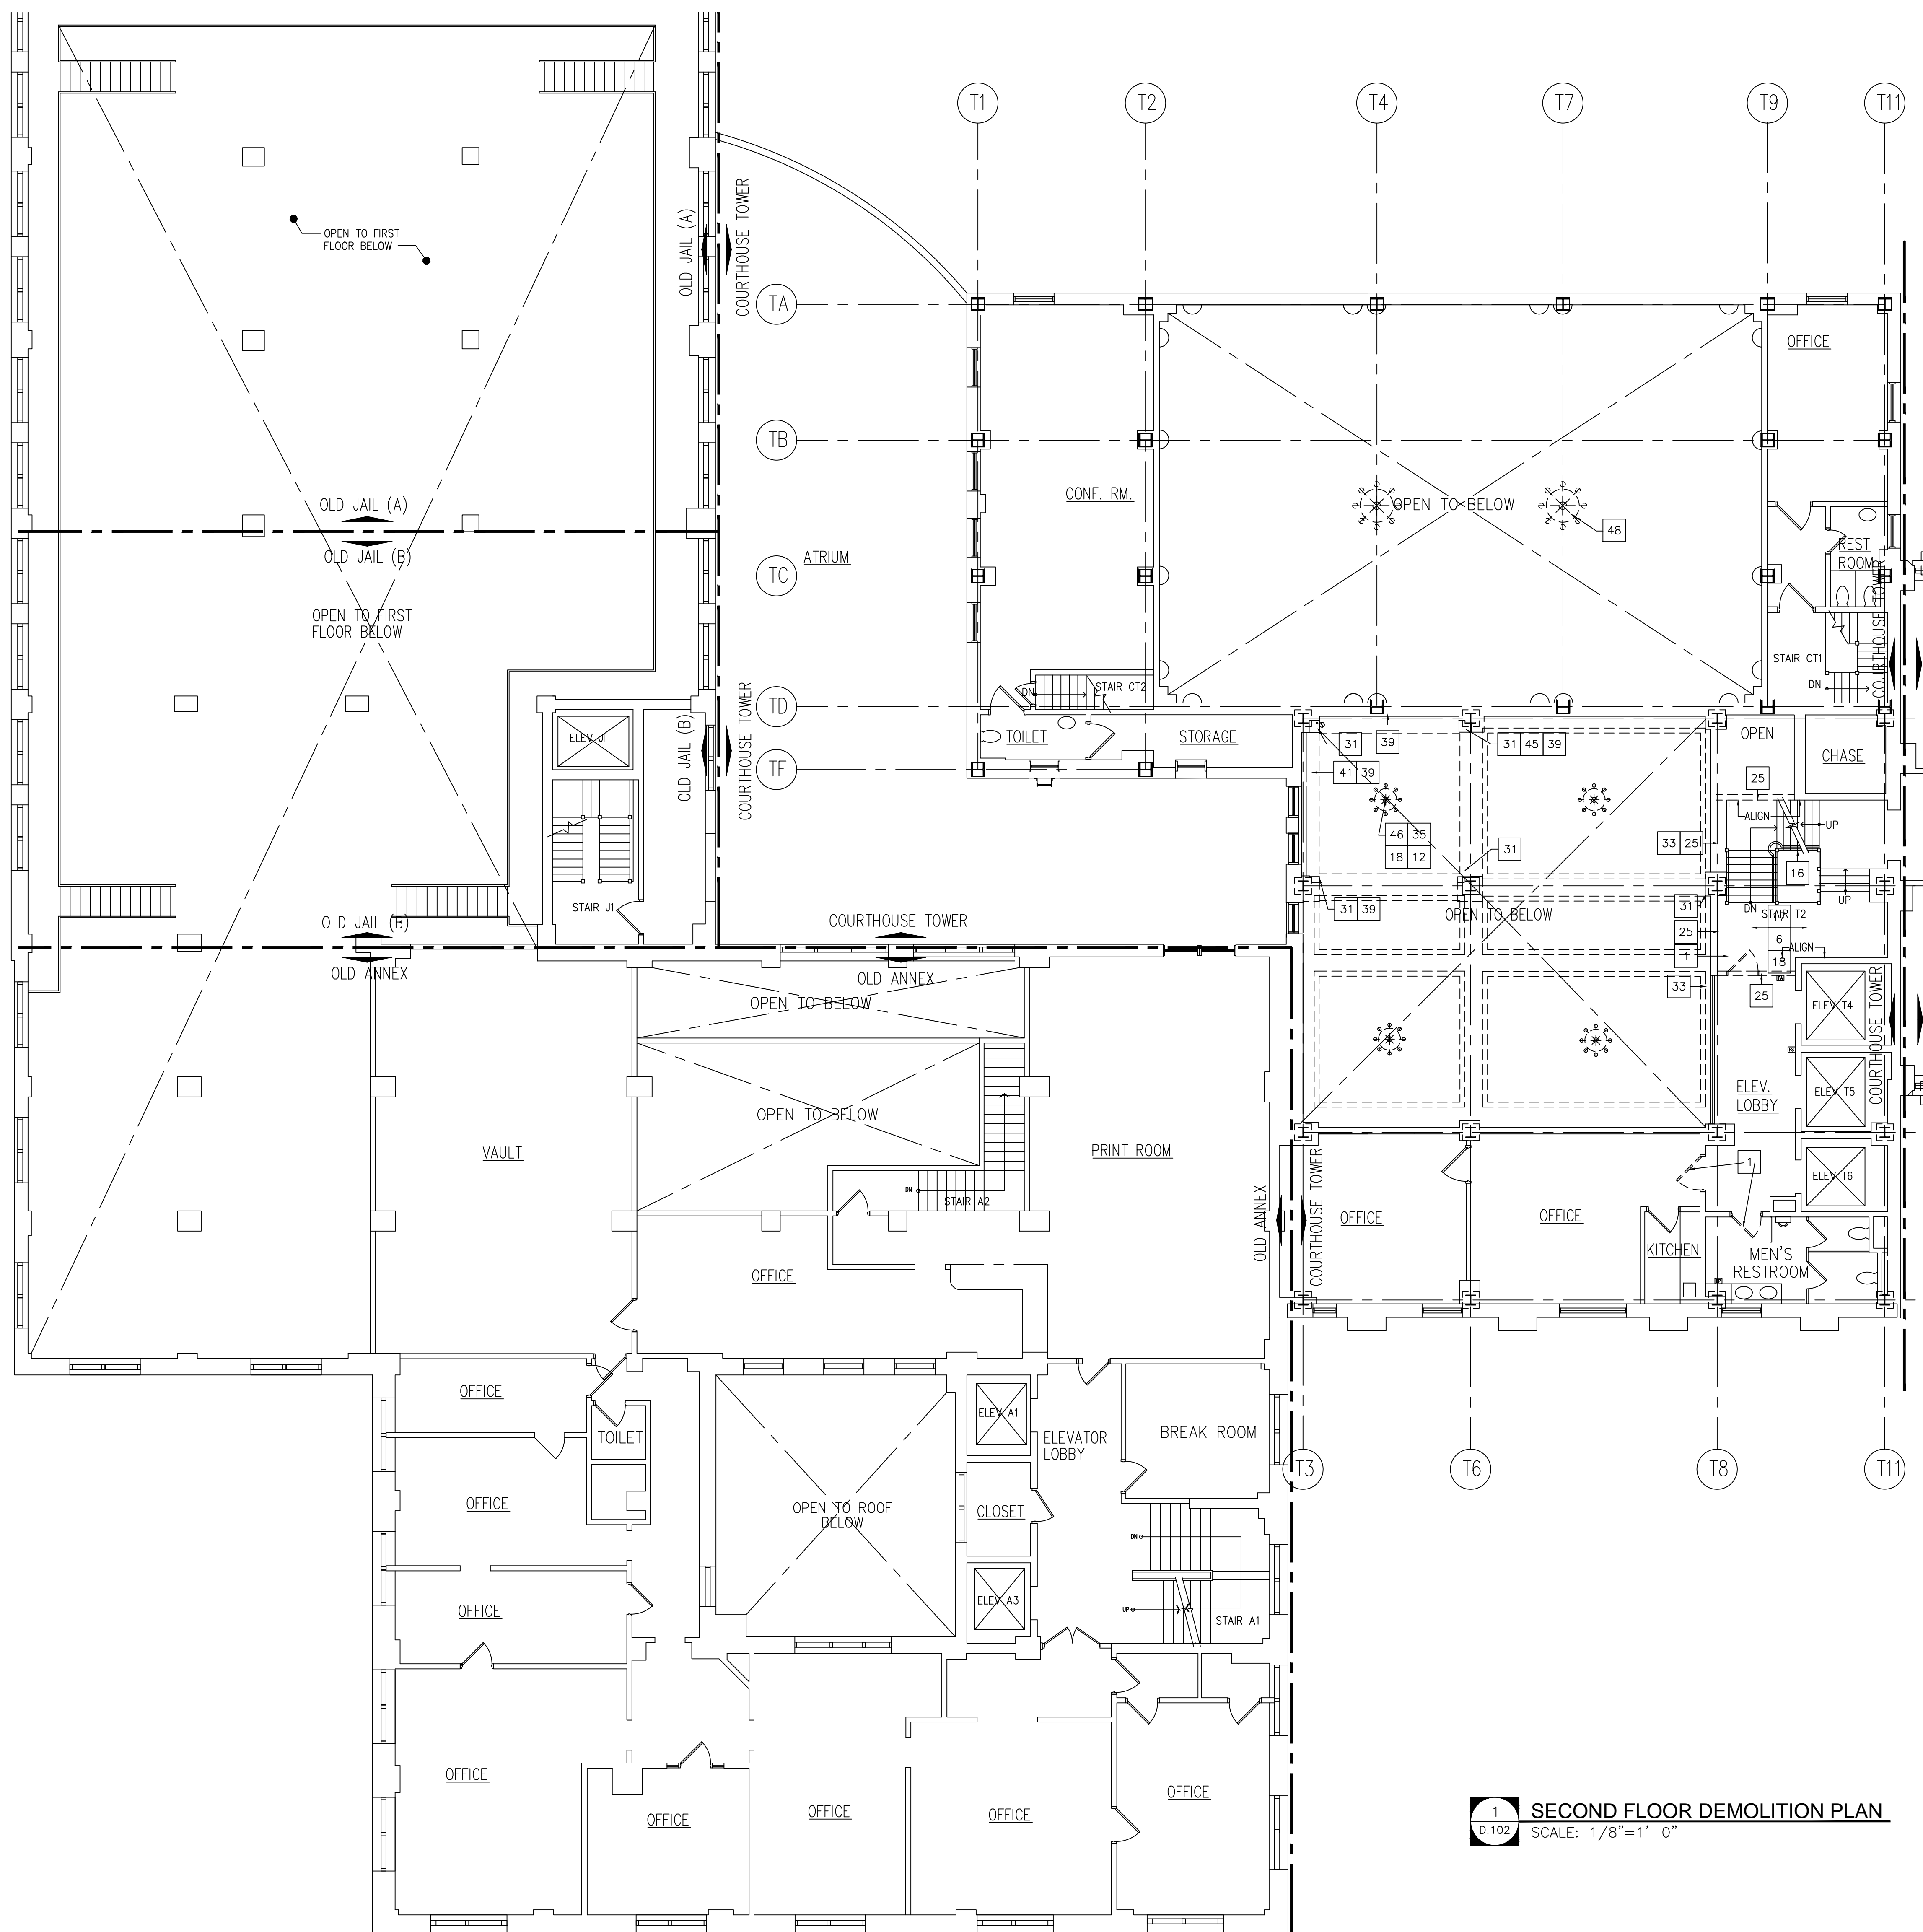 T1
T2
T4
T7
T9
T11
OPEN TO FIRST
FLOOR BELOW
OLD JAIL (A)
COURTHOUSE TOWER
TA
OFFICE
TB
CONF. RM.
OLD JAIL (A)
OLD JAIL (B)
OPEN TO BELOW
48
REST
ROOM
ATRIUM
TC
COURTHOUSE TOWER
OPEN TO FIRST
FLOOR BELOW
STAIR CT1
DN
DN
STAIR CT2
TD
OLD JAIL (B)
COURTHOUSE TOWER
ELEV J1
TOILET
STORAGE
TF
31
39
31 45 39
OPEN
CHASE
41 39
25
ALIGN
UP
46 35
18 12
31
33 25
16
STAIR J1
31 39
OPEN TO BELOW
31
DN
STAIR T2
UP
17
6
18
ALIGN
25
1
OLD JAIL (B)
OLD ANNEX
COURTHOUSE TOWER
OLD ANNEX
33
25
ELEV T4
COURTHOUSE TOWER
OPEN TO BELOW
OPEN TO BELOW
ELEV.
LOBBY
ELEV T5
VAULT
PRINT ROOM
1
ELEV T6
DN
STAIR A2
OLD ANNEX
COURTHOUSE TOWER
OFFICE
OFFICE
KITCHEN
MEN'S
RESTROOM
OFFICE
OFFICE
TOILET
ELEV A1
ELEVATOR
LOBBY
BREAK ROOM
T3
T6
T8
T11
OFFICE
OPEN TO ROOF
BELOW
CLOSET
DN
OFFICE
ELEV A3
UP
STAIR A1
OFFICE
OFFICE
OFFICE
OFFICE
OFFICE
1
D.102
SECOND FLOOR DEMOLITION PLAN
SCALE: 1/8"=1'-0"